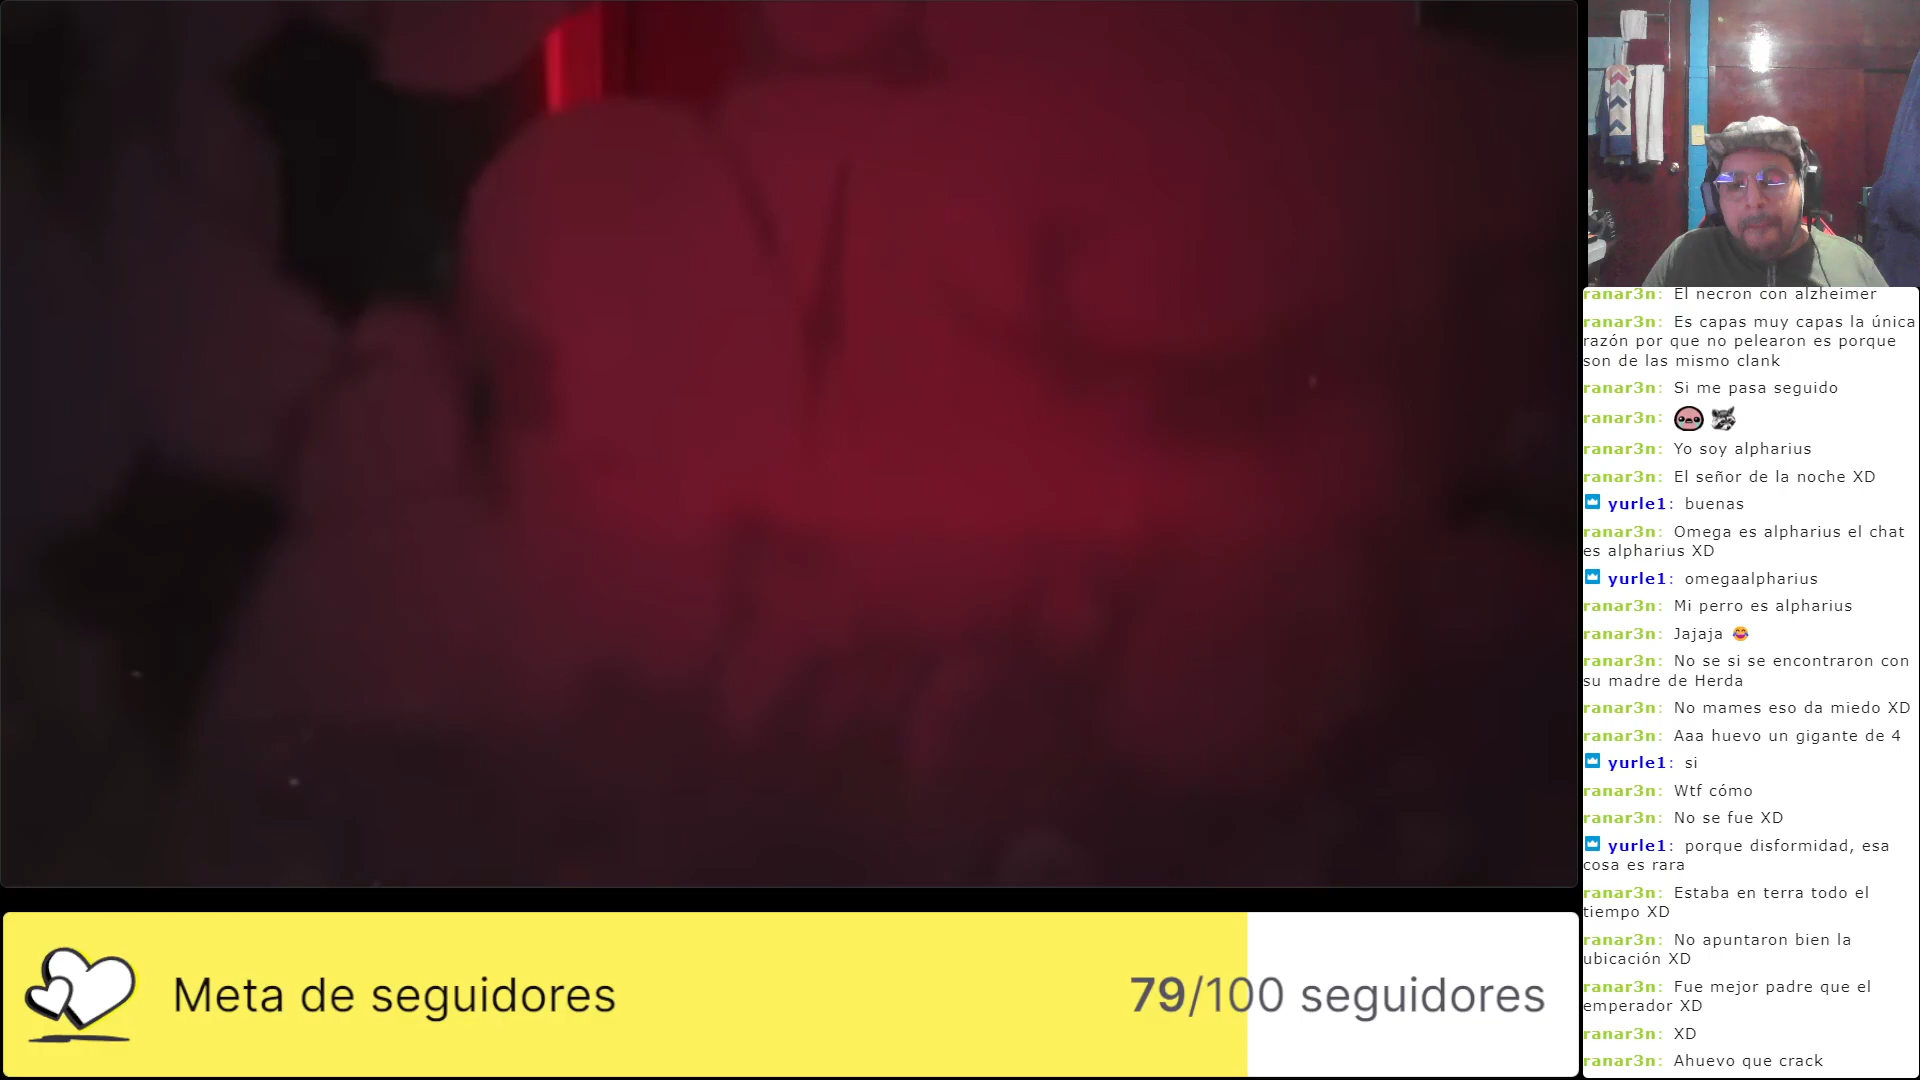 ranar3n: El necron con alzheimer
ranar3n: Es capas muy capas la única
razón por que no pelearon es porque
son de las mismo clank
ranar3n: Si me pasa seguido
ranar3n:
ranar3n: Yo soy alpharius
ranar3n: El señor de la noche XD
yurle1: buenas
ranar3n: Omega es alpharius el chat
es alpharius XD
yurle1: omegaalpharius
ranar3n: Mi perro es alpharius
ranar3n: Jajaja 😂
ranar3n: No se si se encontraron con
su madre de Herda
ranar3n: No mames eso da miedo XD
ranar3n: Aaa huevo un gigante de 4
yurle1: si
ranar3n: Wtf cómo
ranar3n: No se fue XD
yurle1: porque disformidad, esa
cosa es rara
ranar3n: Estaba en terra todo el
tiempo XD
ranar3n: No apuntaron bien la
ubicación XD
ranar3n: Fue mejor padre que el
emperador XD
ranar3n: XD
ranar3n: Ahuevo que crack
Meta de seguidores
79/100 seguidores